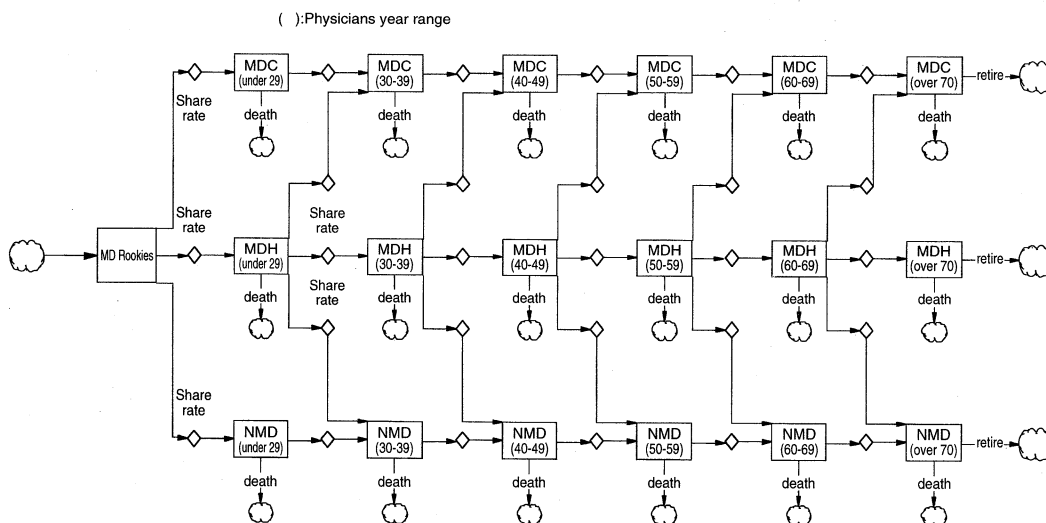 ( ):Physicians year range
MDC
(under 29)
MDC
(30-39)
MDC
(40-49)
MDC
(50-59)
MDC
(60-69)
MDC
(over 70)
retire
Share
rate
death
death
death
death
death
death
Share
rate
Share
rate
MD Rookies
MDH
(under 29)
MDH
(30-39)
MDH
(40-49)
MDH
(50-59)
MDH
(60-69)
MDH
(over 70)
retire
Share
rate
death
death
death
death
death
death
Share
rate
NMD
(under 29)
NMD
(30-39)
NMD
(40-49)
NMD
(50-59)
NMD
(60-69)
NMD
(over 70)
retire
death
death
death
death
death
death